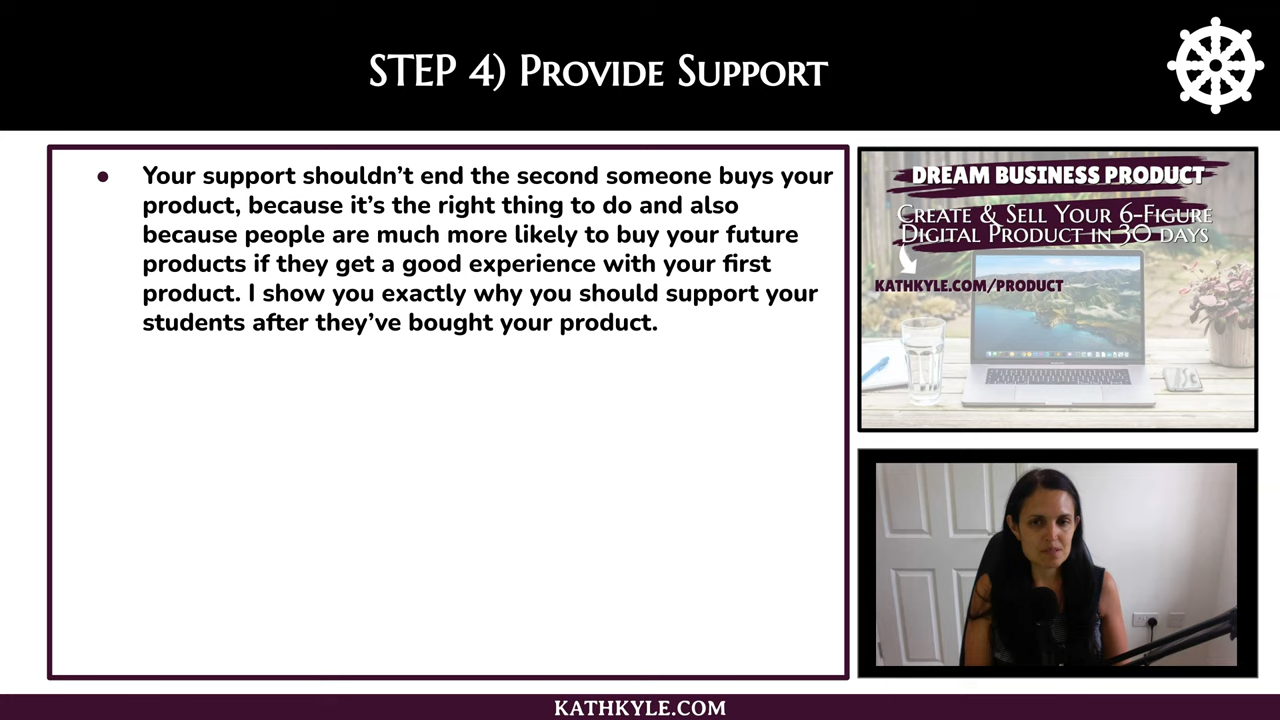 STEP 4) PROVIDE SUPPORT
• Your support shouldn’t end the second someone buys your
product, because it’s the right thing to do and also
because people are much more likely to buy your future
products if they get a good experience with your first
product. I show you exactly why you should support your
students after they’ve bought your product.
DREAM BUSINESS PRODUCT
CREATE & SELL YOUR 6-FIGURE
DIGITAL PRODUCT IN 30 DAYS
KATHKYLE.COM/PRODUCT
KATHKYLE.COM